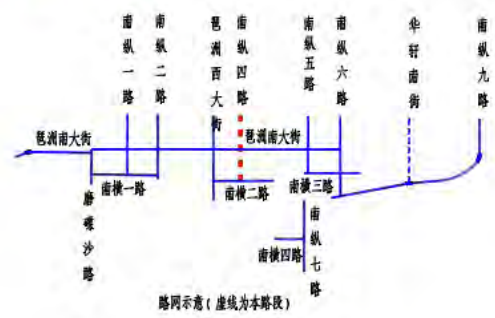 南纵一路
南纵二路
琶洲西大街
南纵四路
南纵五路
南纵六路
华轩南街
南纵九路
琶洲南大街
琶洲南大街
南横一路
南横二路
南横三路
磨碟沙路
南纵七路
南横四路
路网示意(虚线为本路段)